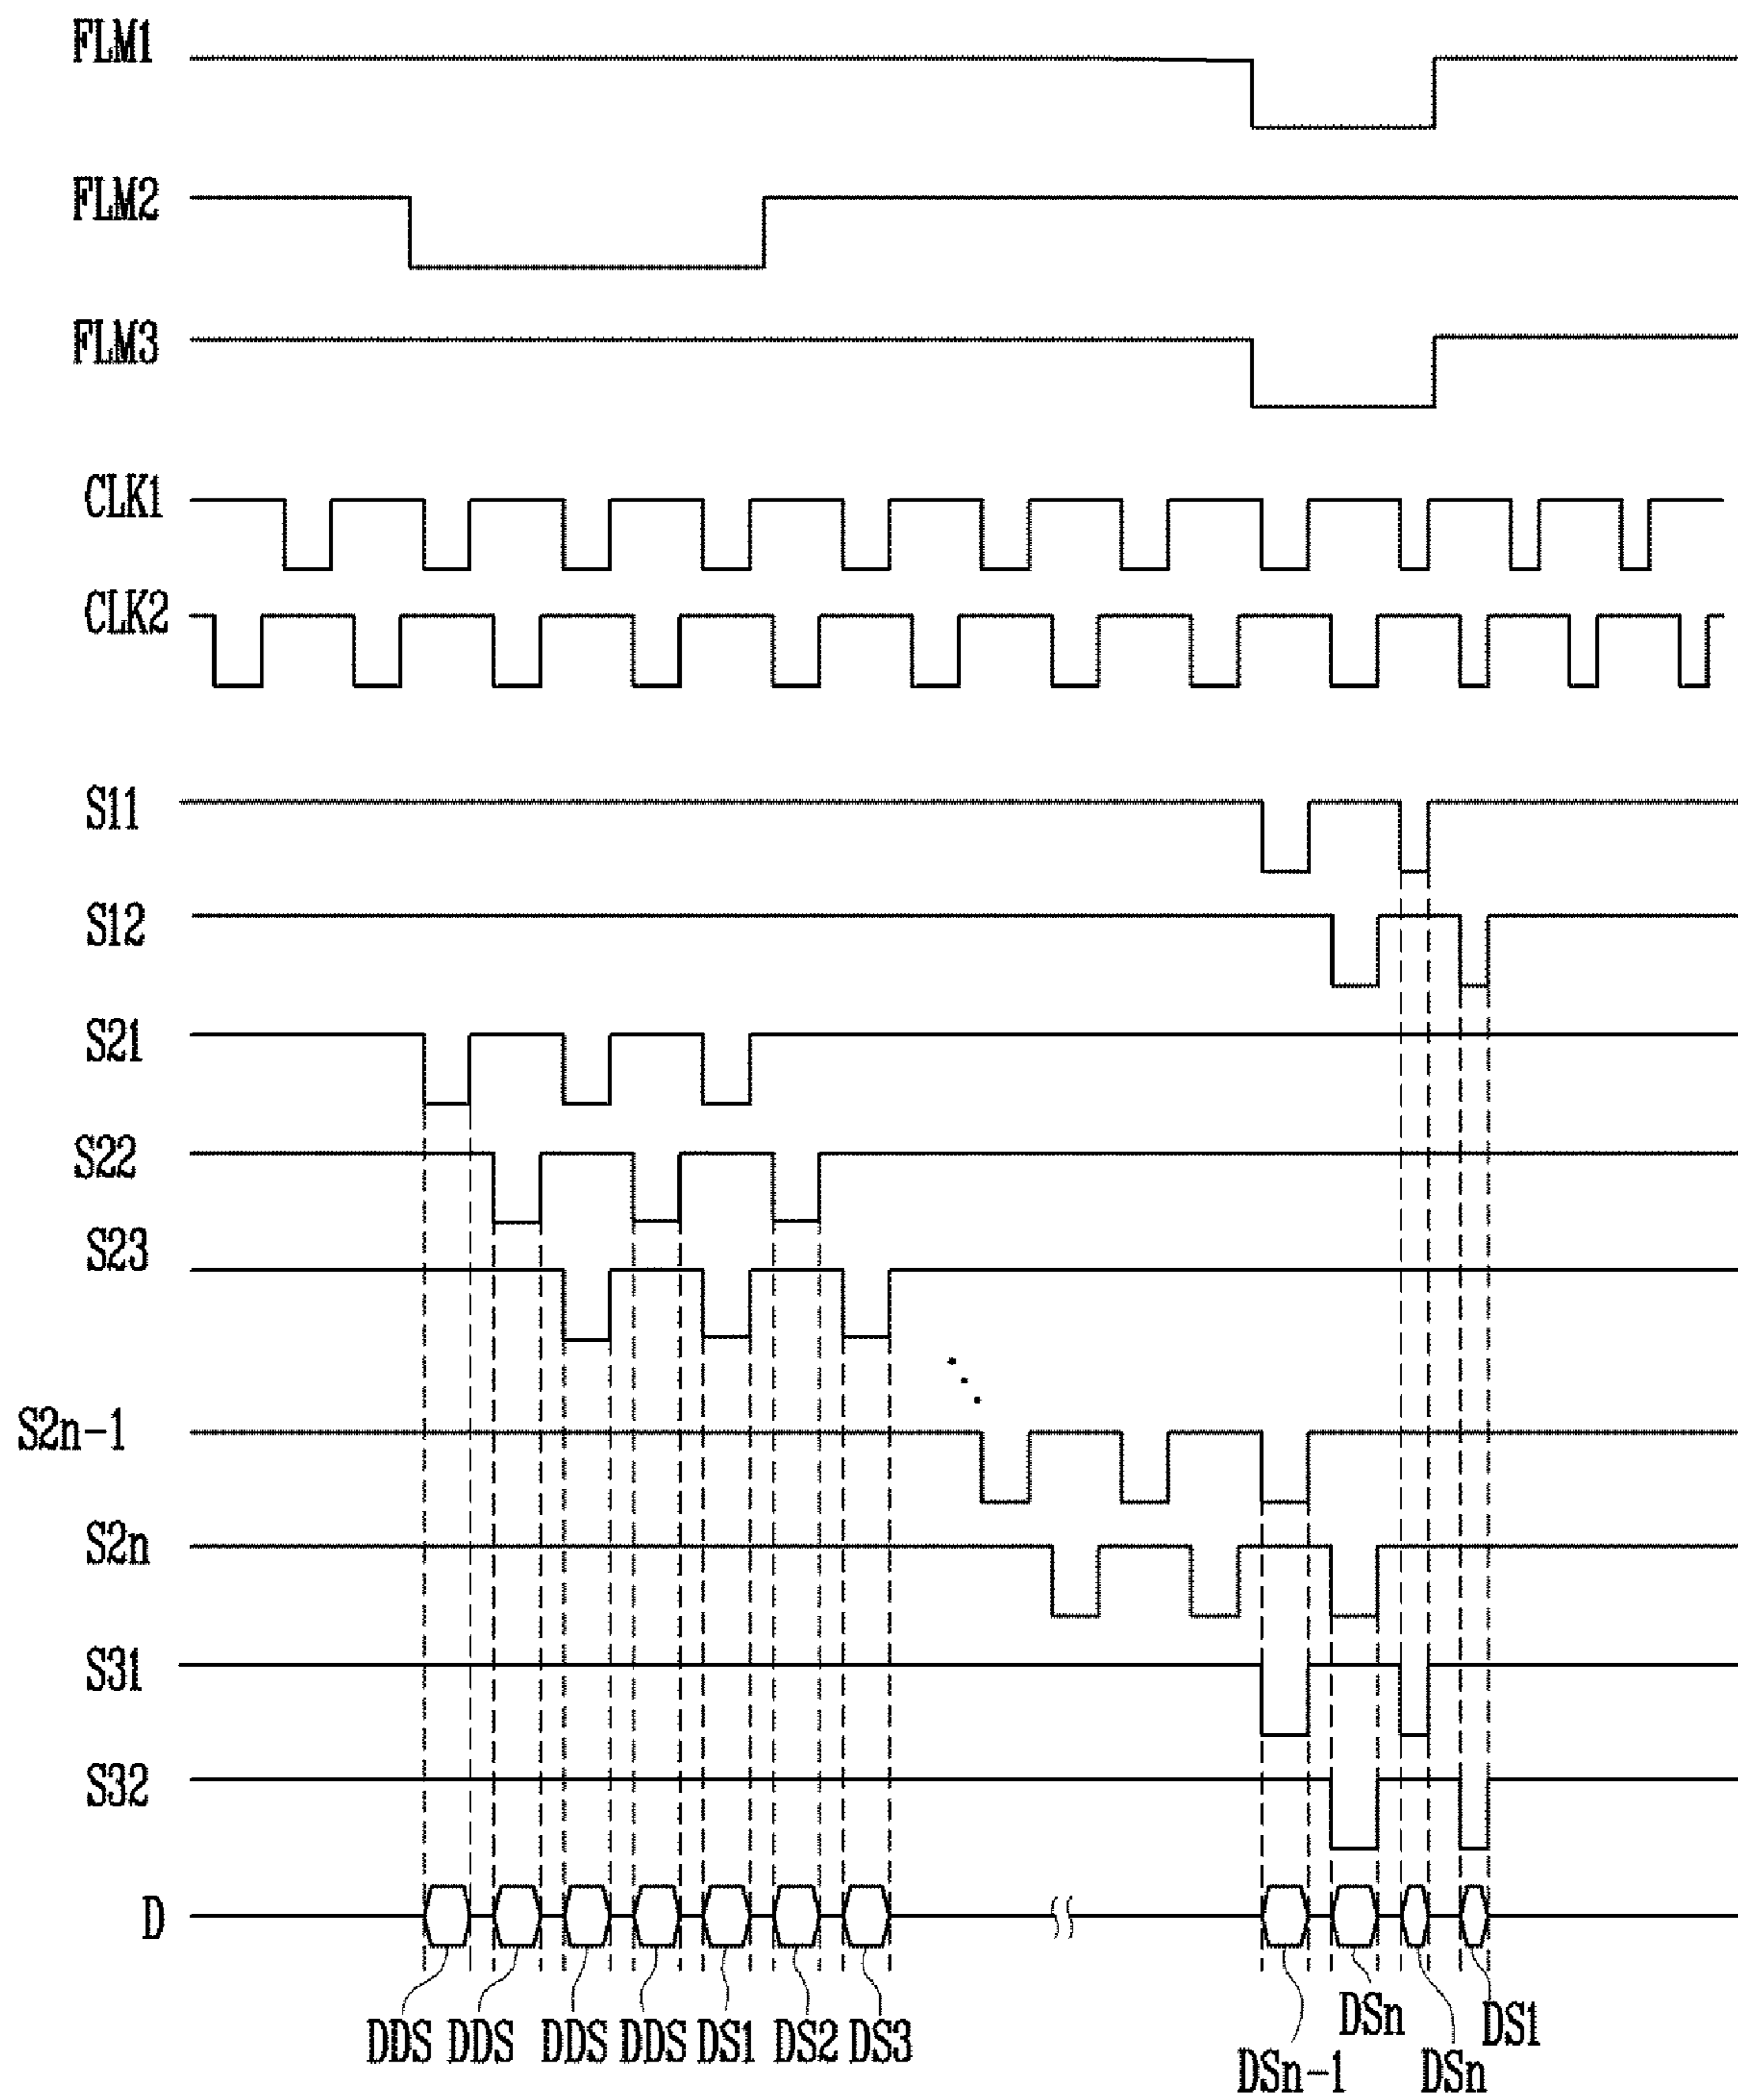 FLM1
FLM2
FLM3
CLK1
CLK2
S11
S12
S21
S22
S23
S2n-1
S2n
S31
S32
D
DDS DDS DDS DDS DS1 DS2 DS3 DSn-1 DSn DSn DS1